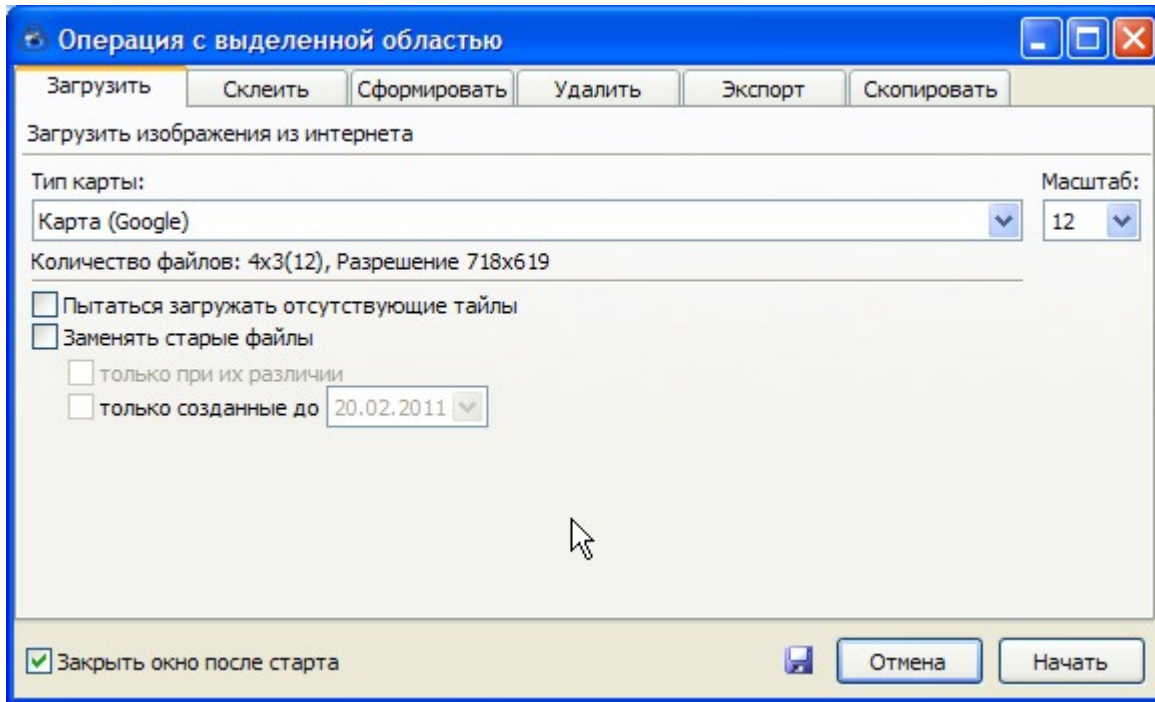 Операция с выделенной областью
Загрузить Склеить Сформировать Удалить Экспорт Скопировать
Загрузить изображения из интернета
Тип карты: Масштаб:
Карта (Google) 12
Количество файлов: 4x3(12), Разрешение 718x619
Пытаться загружать отсутствующие тайлы
Заменять старые файлы
только при их различии
только созданные до 20.02.2011
Закрыть окно после старта Отмена Начать